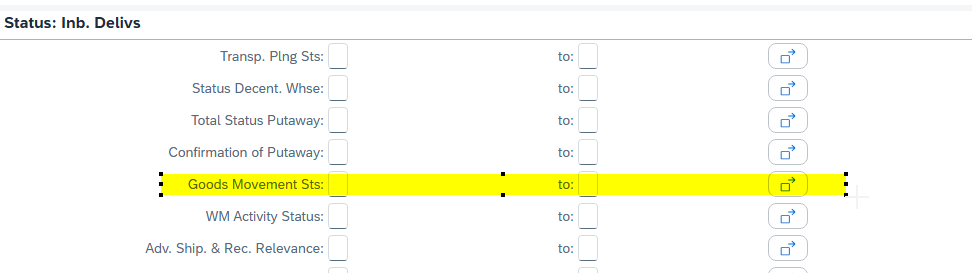 Status: Inb. Delivs
Transp. Plng Sts: to:
Status Decent. Whse: to:
Total Status Putaway: to:
Confirmation of Putaway: to:
Goods Movement Sts: to:
WM Activity Status: to:
Adv. Ship. & Rec. Relevance: to: